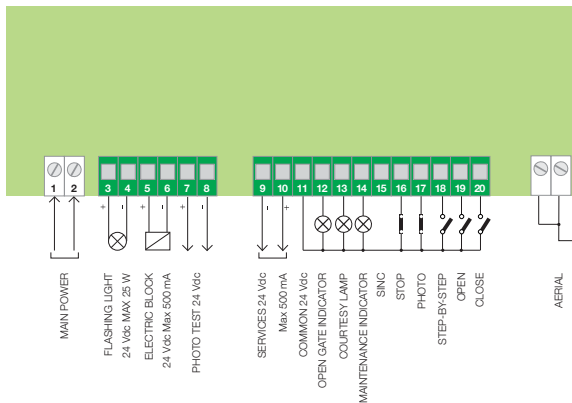 1 2 3 4 5 6 7 8 9 10 11 12 13 14 15 16 17 18 19 20
+ - + - + - - +
MAIN POWER
FLASHING LIGHT
24 Vdc MAX 25 W
ELECTRIC BLOCK
24 Vdc Max 500 mA
PHOTO TEST 24 Vdc
SERVICES 24 Vdc
Max 500 mA
COMMON 24 Vdc
OPEN GATE INDICATOR
COURTESY LAMP
MAINTENANCE INDICATOR
SINC
STOP
PHOTO
STEP-BY-STEP
OPEN
CLOSE
AERIAL